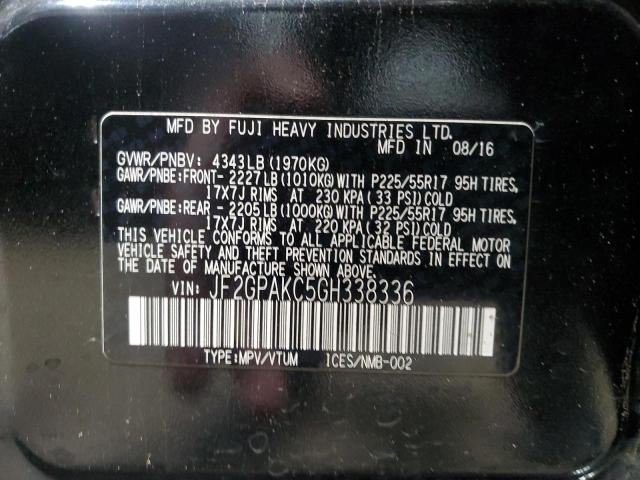 MFD BY FUJI HEAVY INDUSTRIES LTD.
MFD IN 08/16
GVWR/PNBV: 4343LB(1970KG)
GAWR/PNBE:FRONT- 2227LB(1010KG)WITH P225/55R17 95H TIRES,
17X7J RIMS AT 230 KPA(33 PSI)COLD
GAWR/PNBE:REAR - 2205LB(1000KG)WITH P225/55R17 95H TIRES,
17X7J RIMS AT 220 KPA(32 PSI)COLD
THIS VEHICLE CONFORMS TO ALL APPLICABLE FEDERAL MOTOR
VEHICLE SAFETY AND THEFT PREVENTION STANDARDS IN EFFECT
ON THE DATE OF MANUFACTURE SHOWN ABOVE.
VIN: JF2GPAKC5GH338336
TYPE:MPV/VTUM ICES/NMB-002